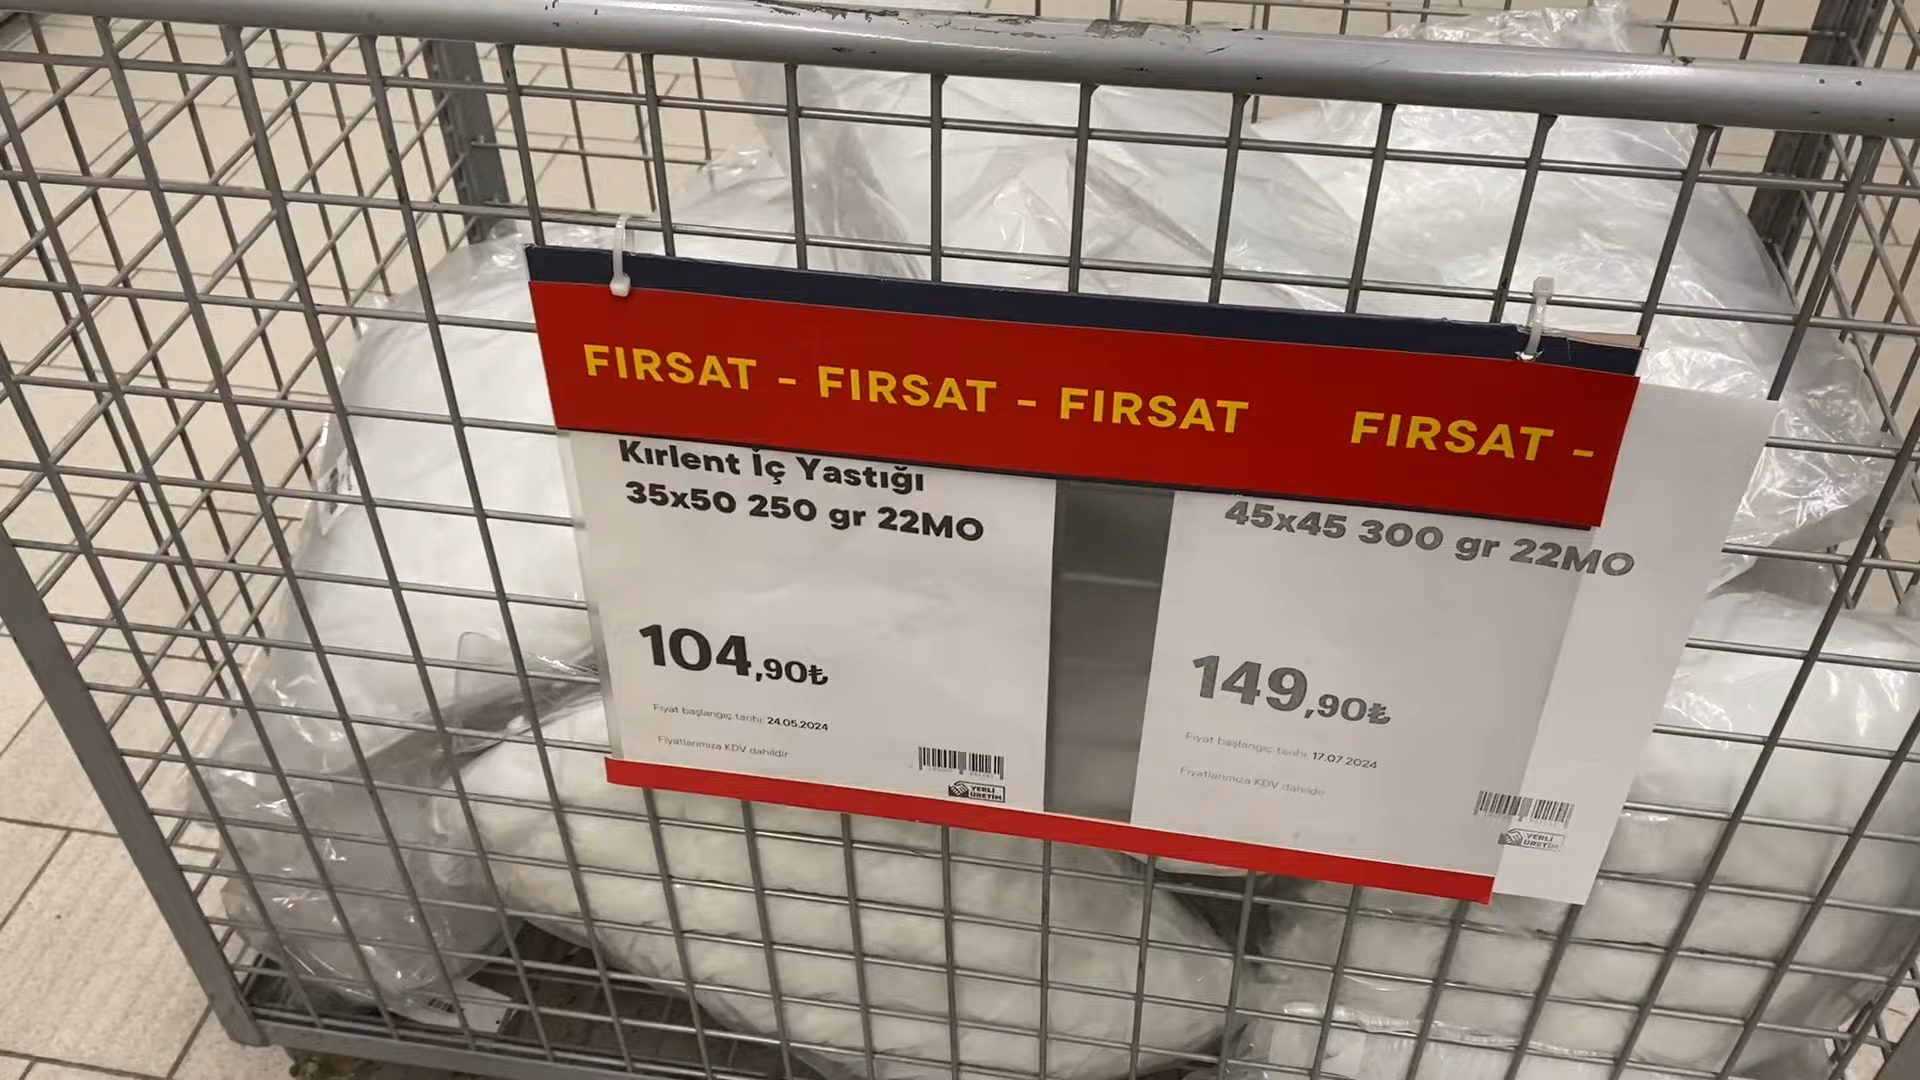 FIRSAT - FIRSAT - FIRSAT FIRSAT -
Kırlent İç Yastığı
35x50 250 gr 22MO
104,90₺
Fiyat başlangıç tarihi: 24.05.2024
Fiyatlarımıza KDV dahildir
YERLİ
ÜRETİM
45x45 300 gr 22MO
149,90₺
Fiyat başlangıç tarihi: 17.07.2024
Fiyatlarımıza KDV dahildir
YERLİ
ÜRETİM